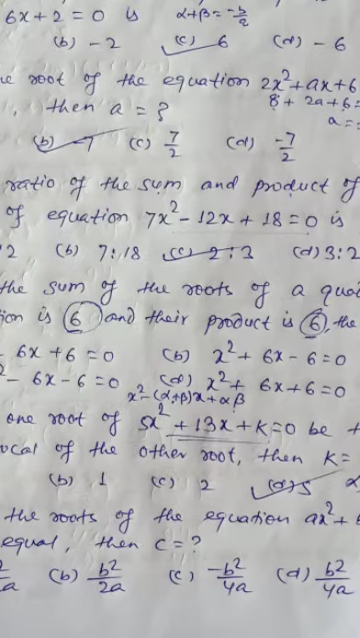 6x + 2 = 0 is α+β = -b/a
(b) - 2 (c) 6 (d) - 6
root of the equation 2x² + ax + 6
8 + 2a + 6 =
, then a = ? a =
(b) -7 (c) 7/2 (d) -7/2
ratio of the sum and product of
of equation 7x² - 12x + 18 = 0 is
2 (b) 7:18 (c) 2:3 (d) 3:2
the sum of the roots of a
is 6 and their product is 6, the
6x + 6 = 0 (b) x² + 6x - 6 = 0
- 6x - 6 = 0 (d) x² + 6x + 6 = 0
x² - (α+β)x + αβ
one root of 5x² + 13x + K = 0 be
of the other root, then K =
(b) 1 (c) 2 (d) 5
the roots of the equation ax² +
equal, then c = ?
(b) b²/2a (c) -b²/4a (d) b²/4a